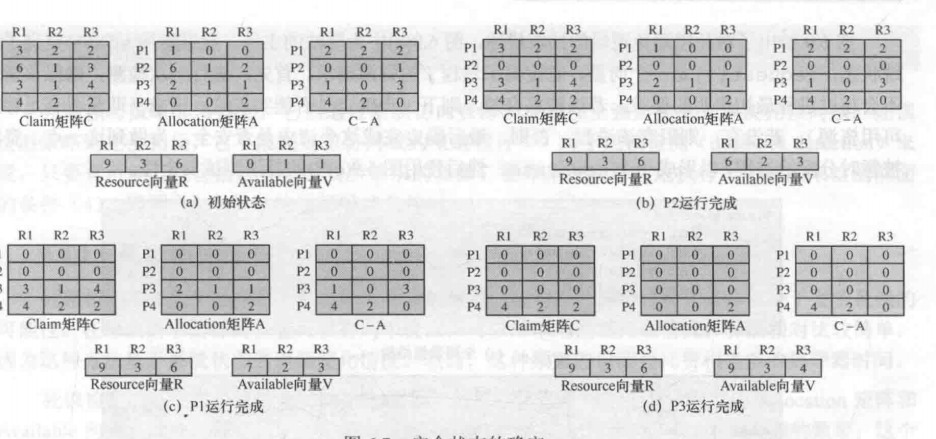 R1 R2 R3 R1 R2 R3 R1 R2 R3
3 2 2 P1 1 0 0 P1 2 2 2
6 1 3 P2 6 1 2 P2 0 0 1
3 1 4 P3 2 1 1 P3 1 0 3
4 2 2 P4 0 0 2 P4 4 2 0
Claim矩阵C Allocation矩阵A C-A
R1 R2 R3 R1 R2 R3
9 3 6 0 1 1
Resource向量R Available向量V
(a) 初始状态
R1 R2 R3 R1 R2 R3 R1 R2 R3
P1 3 2 2 P1 1 0 0 P1 2 2 2
P2 0 0 0 P2 0 0 0 P2 0 0 0
P3 3 1 4 P3 2 1 1 P3 1 0 3
P4 4 2 2 P4 0 0 2 P4 4 2 0
Claim矩阵C Allocation矩阵A C-A
R1 R2 R3 R1 R2 R3
9 3 6 6 2 3
Resource向量R Available向量V
(b) P2运行完成
R1 R2 R3 R1 R2 R3 R1 R2 R3
0 0 0 P1 0 0 0 P1 0 0 0
0 0 0 P2 0 0 0 P2 0 0 0
3 1 4 P3 2 1 1 P3 1 0 3
4 2 2 P4 0 0 2 P4 4 2 0
Claim矩阵C Allocation矩阵A C-A
R1 R2 R3 R1 R2 R3
9 3 6 7 2 3
Resource向量R Available向量V
(c) P1运行完成
R1 R2 R3 R1 R2 R3 R1 R2 R3
P1 0 0 0 P1 0 0 0 P1 0 0 0
P2 0 0 0 P2 0 0 0 P2 0 0 0
P3 0 0 0 P3 0 0 0 P3 0 0 0
P4 4 2 2 P4 0 0 2 P4 4 2 0
Claim矩阵C Allocation矩阵A C-A
R1 R2 R3 R1 R2 R3
9 3 6 9 3 4
Resource向量R Available向量V
(d) P3运行完成